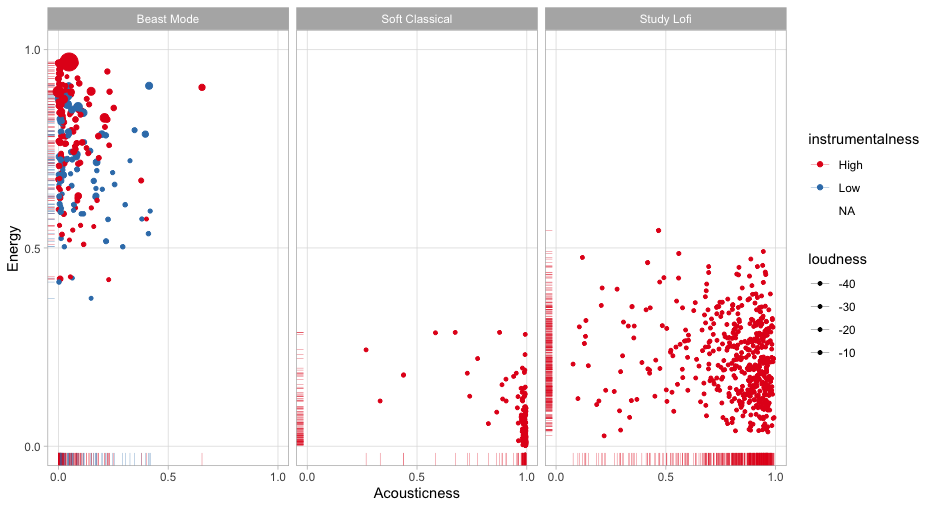 Beast Mode
Soft Classical
Study Lofi
1.0
0.5
0.0
Energy
0.0
0.5
1.0
0.0
0.5
1.0
0.0
0.5
1.0
Acousticness
instrumentalness
High
Low
NA
loudness
-40
-30
-20
-10